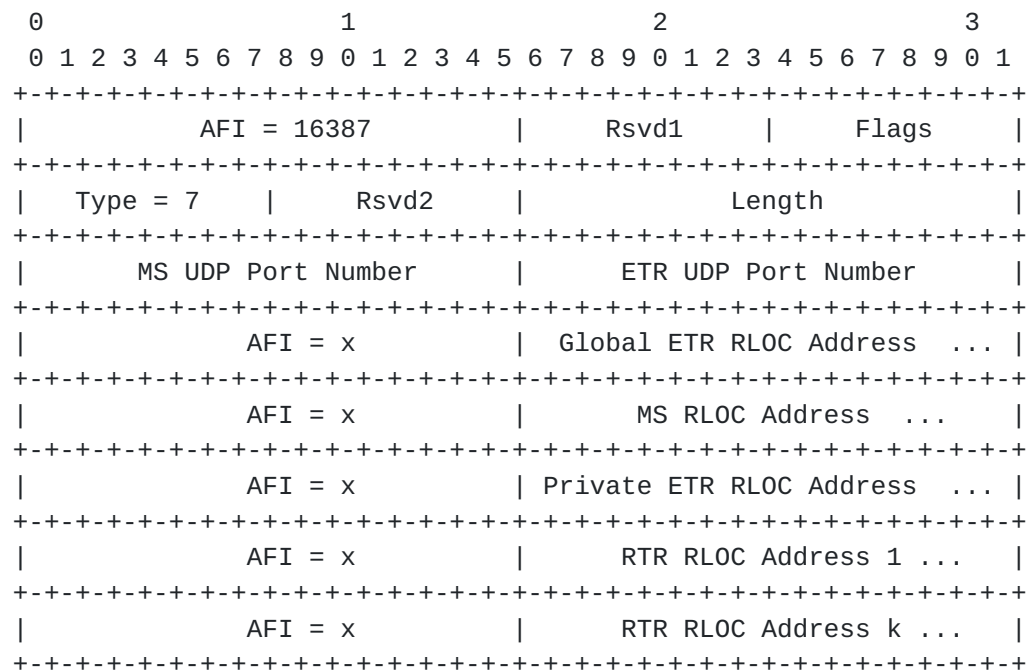 0                   1                   2                   3
 0 1 2 3 4 5 6 7 8 9 0 1 2 3 4 5 6 7 8 9 0 1 2 3 4 5 6 7 8 9 0 1
+-+-+-+-+-+-+-+-+-+-+-+-+-+-+-+-+-+-+-+-+-+-+-+-+-+-+-+-+-+-+-+-+
|           AFI = 16387         |     Rsvd1     |     Flags     |
+-+-+-+-+-+-+-+-+-+-+-+-+-+-+-+-+-+-+-+-+-+-+-+-+-+-+-+-+-+-+-+-+
|   Type = 7    |     Rsvd2     |             Length            |
+-+-+-+-+-+-+-+-+-+-+-+-+-+-+-+-+-+-+-+-+-+-+-+-+-+-+-+-+-+-+-+-+
|       MS UDP Port Number      |      ETR UDP Port Number      |
+-+-+-+-+-+-+-+-+-+-+-+-+-+-+-+-+-+-+-+-+-+-+-+-+-+-+-+-+-+-+-+-+
|              AFI = x          |  Global ETR RLOC Address  ... |
+-+-+-+-+-+-+-+-+-+-+-+-+-+-+-+-+-+-+-+-+-+-+-+-+-+-+-+-+-+-+-+-+
|              AFI = x          |       MS RLOC Address  ...    |
+-+-+-+-+-+-+-+-+-+-+-+-+-+-+-+-+-+-+-+-+-+-+-+-+-+-+-+-+-+-+-+-+
|              AFI = x          | Private ETR RLOC Address  ... |
+-+-+-+-+-+-+-+-+-+-+-+-+-+-+-+-+-+-+-+-+-+-+-+-+-+-+-+-+-+-+-+-+
|              AFI = x          |      RTR RLOC Address 1 ...   |
+-+-+-+-+-+-+-+-+-+-+-+-+-+-+-+-+-+-+-+-+-+-+-+-+-+-+-+-+-+-+-+-+
|              AFI = x          |      RTR RLOC Address k ...   |
+-+-+-+-+-+-+-+-+-+-+-+-+-+-+-+-+-+-+-+-+-+-+-+-+-+-+-+-+-+-+-+-+